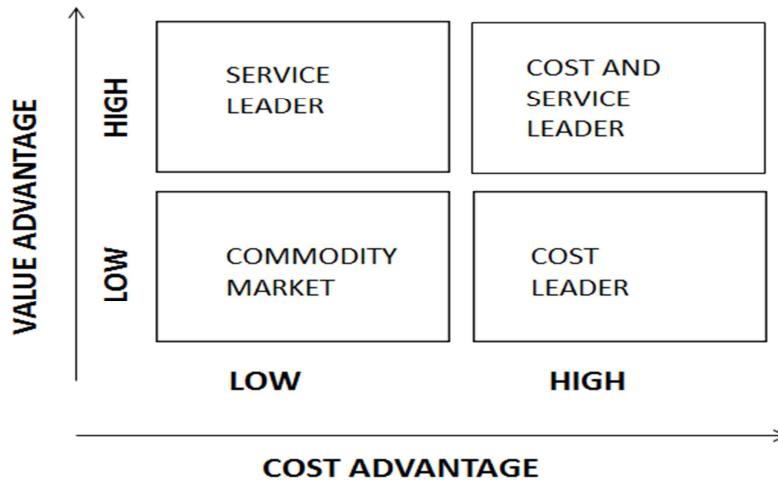 VALUE ADVANTAGE
HIGH
SERVICE
LEADER
COST AND
SERVICE
LEADER
LOW
COMMODITY
MARKET
COST
LEADER
LOW
HIGH
COST ADVANTAGE